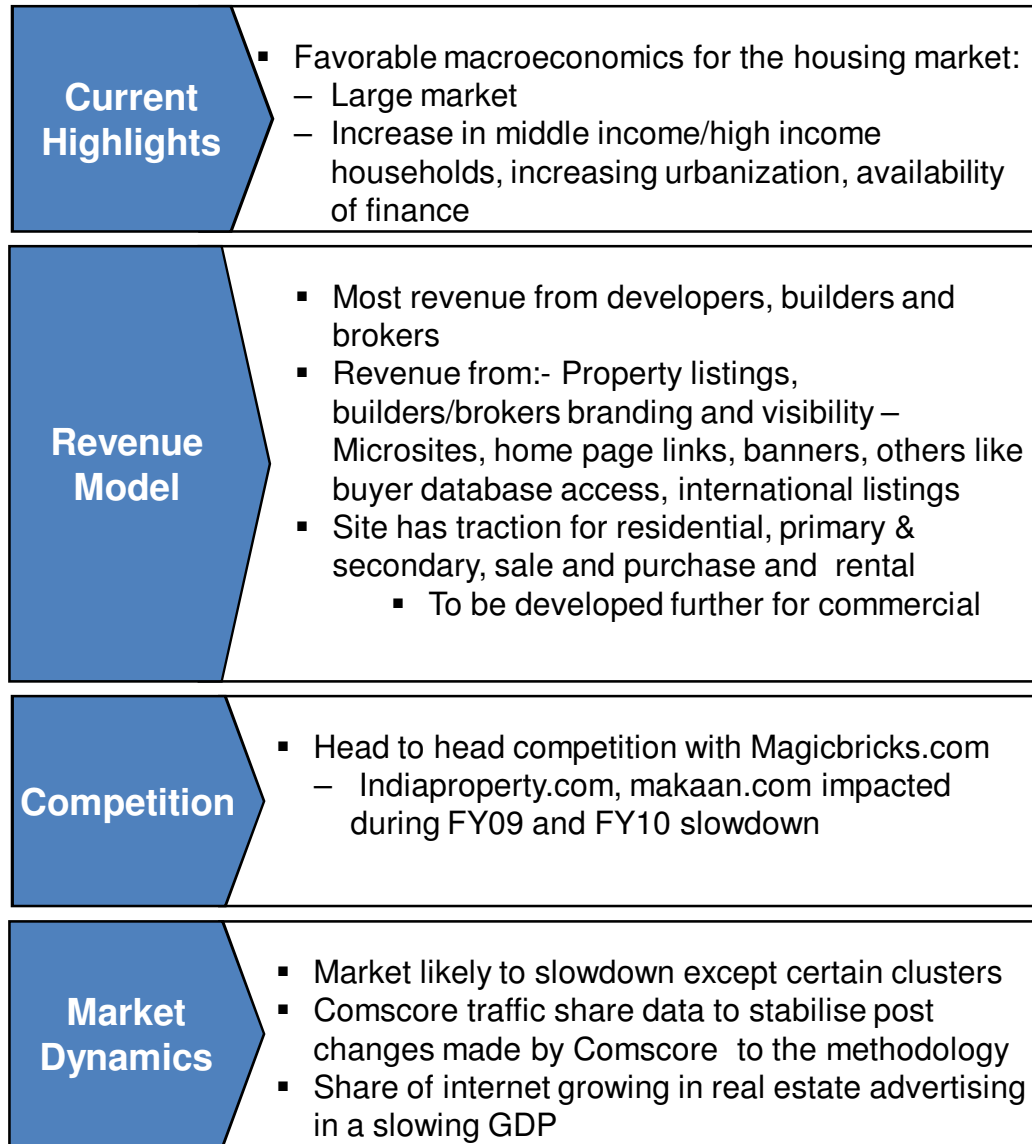 Current
Highlights
▪ Favorable macroeconomics for the housing market:
– Large market
– Increase in middle income/high income
households, increasing urbanization, availability
of finance
Revenue
Model
▪ Most revenue from developers, builders and
brokers
▪ Revenue from:- Property listings,
builders/brokers branding and visibility –
Microsites, home page links, banners, others like
buyer database access, international listings
▪ Site has traction for residential, primary &
secondary, sale and purchase and rental
▪ To be developed further for commercial
Competition
▪ Head to head competition with Magicbricks.com
– Indiaproperty.com, makaan.com impacted
during FY09 and FY10 slowdown
Market
Dynamics
▪ Market likely to slowdown except certain clusters
▪ Comscore traffic share data to stabilise post
changes made by Comscore to the methodology
▪ Share of internet growing in real estate advertising
in a slowing GDP